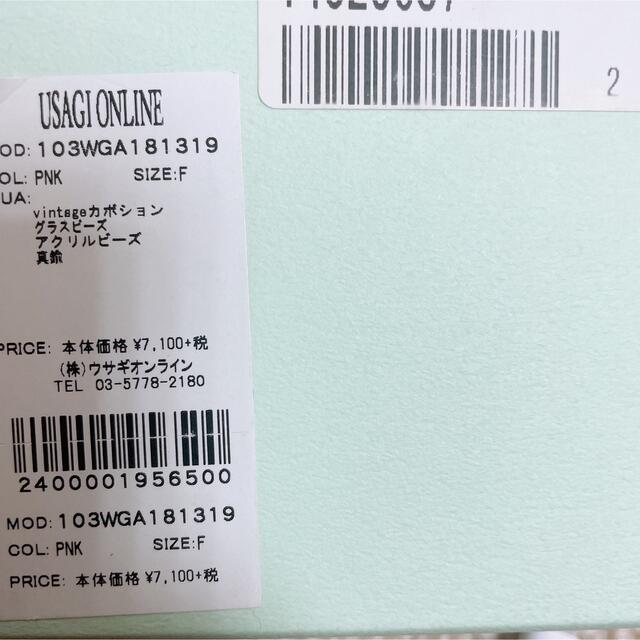 2
USAGI ONLINE
MOD: 103WGA181319
COL: PNK SIZE: F
QUA:
vintageカボション
グラスビーズ
アクリルビーズ
真鍮
PRICE: 本体価格 ¥7,100+税
(株)ウサギオンライン
TEL 03-5778-2180
2400001956500
MOD: 103WGA181319
COL: PNK SIZE: F
PRICE: 本体価格 ¥7,100+税